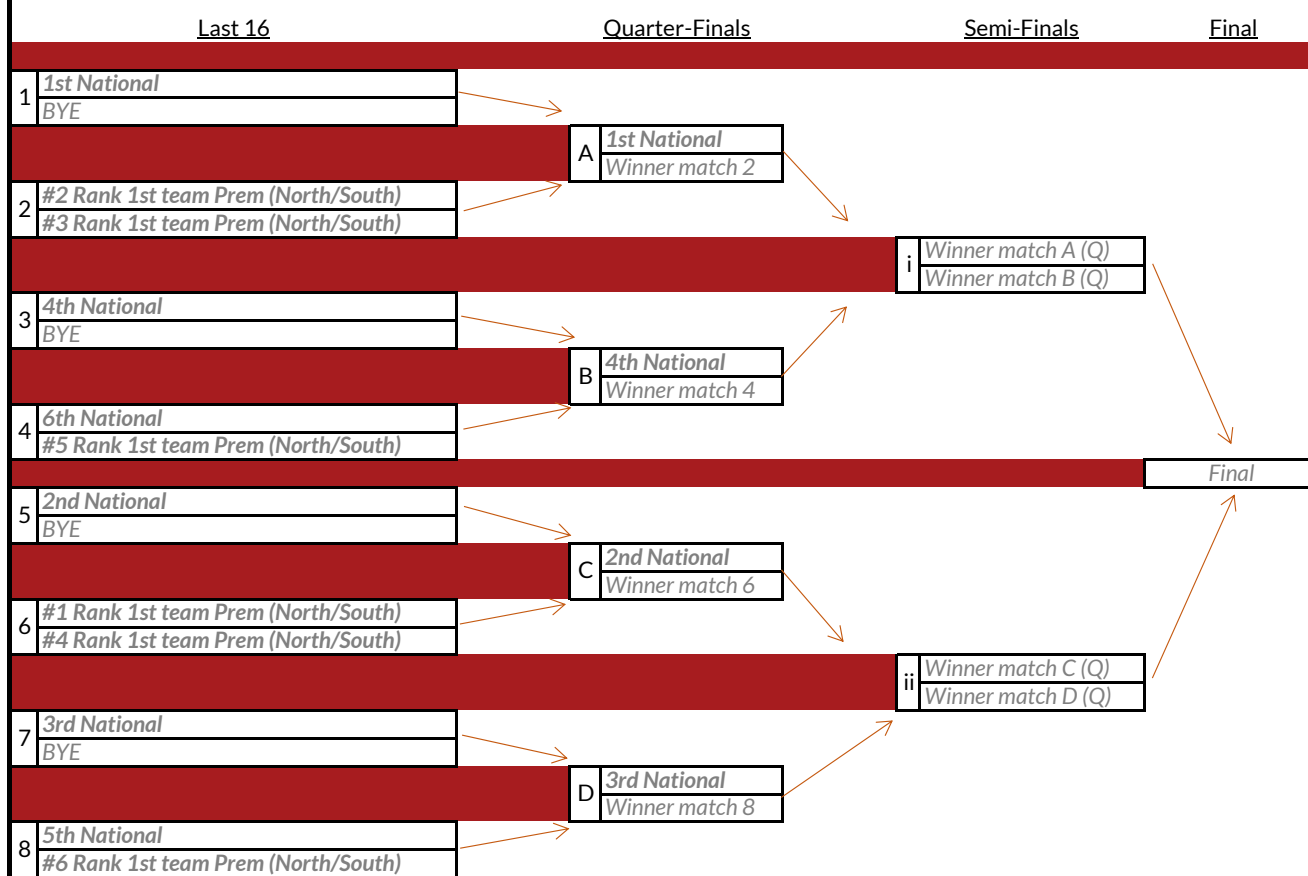 Last 16 Quarter-Finals Semi-Finals Final
1 1st National
BYE
A 1st National
Winner match 2
2 #2 Rank 1st team Prem (North/South)
#3 Rank 1st team Prem (North/South)
i Winner match A (Q)
Winner match B (Q)
3 4th National
BYE
B 4th National
Winner match 4
4 6th National
#5 Rank 1st team Prem (North/South)
Final
5 2nd National
BYE
C 2nd National
Winner match 6
6 #1 Rank 1st team Prem (North/South)
#4 Rank 1st team Prem (North/South)
ii Winner match C (Q)
Winner match D (Q)
7 3rd National
BYE
D 3rd National
Winner match 8
8 5th National
#6 Rank 1st team Prem (North/South)